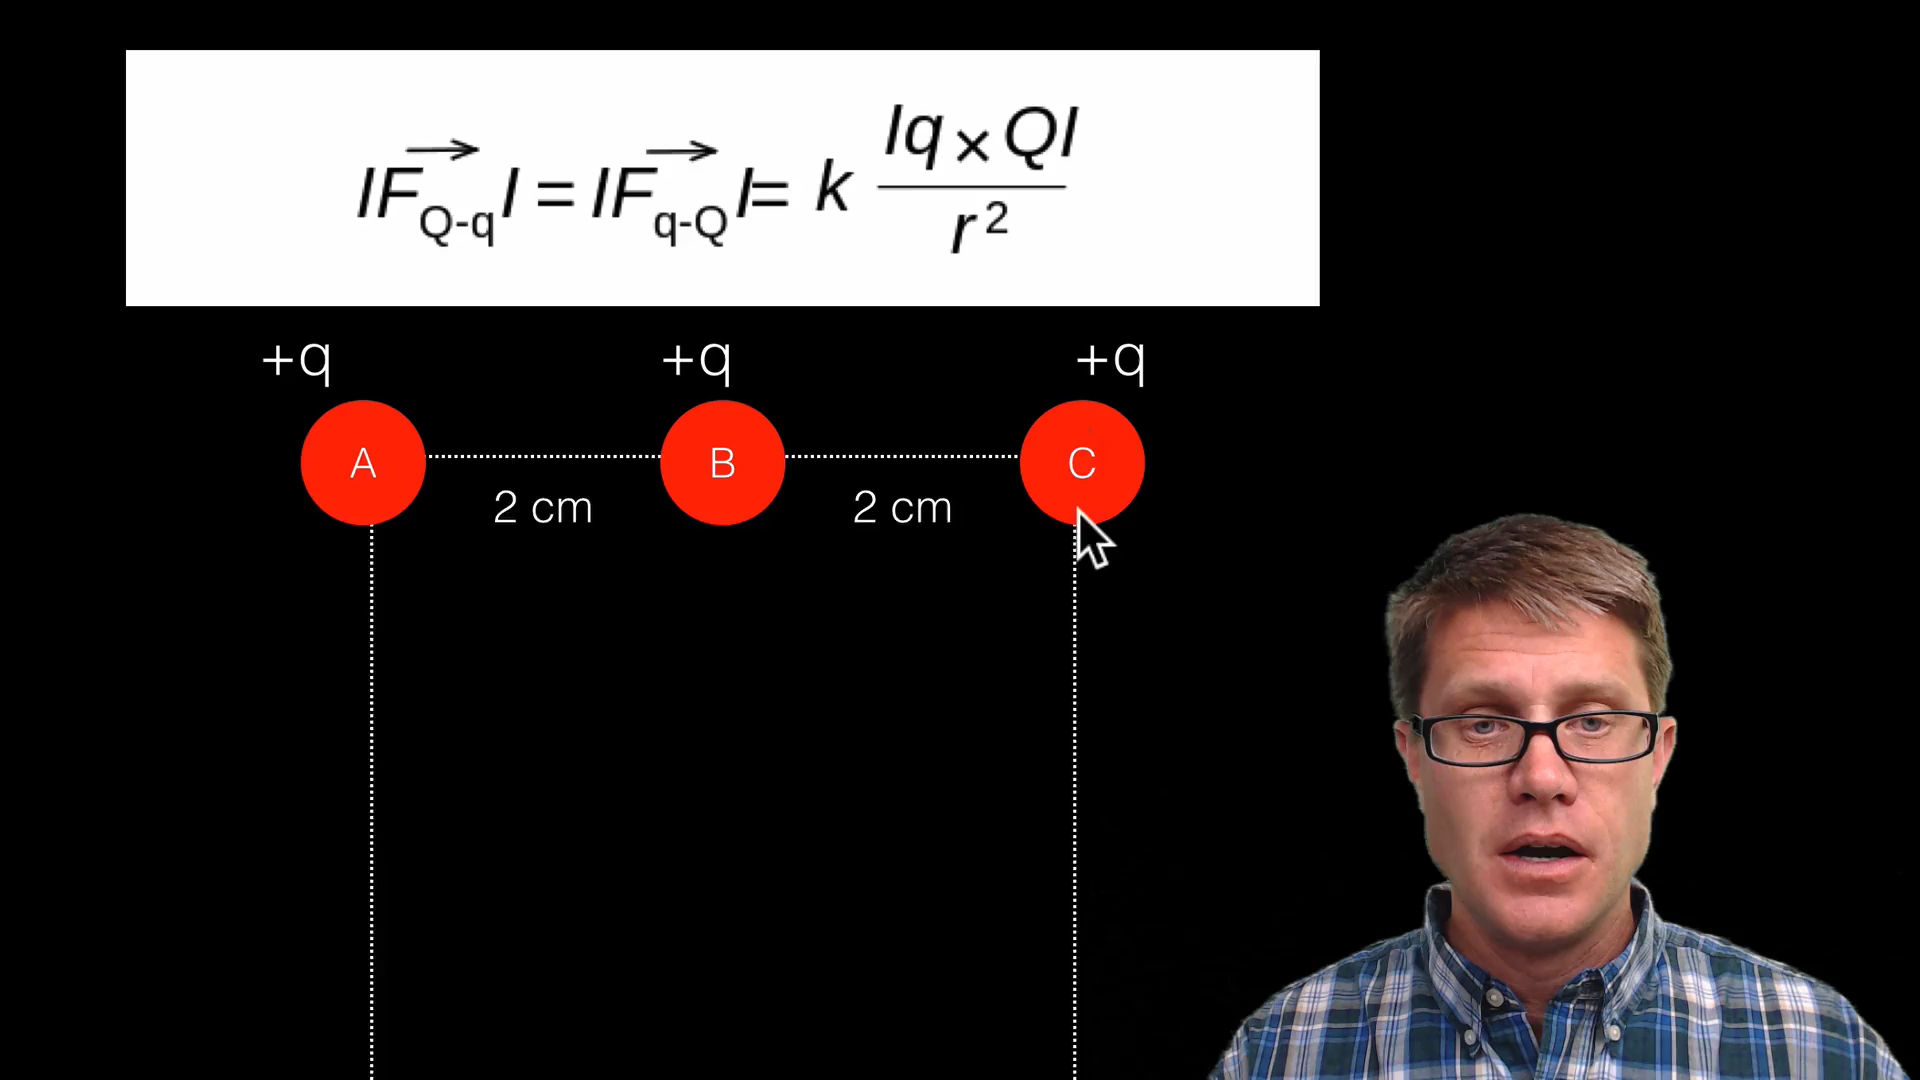 |F⃗Q-q| = |F⃗q-Q| = k |q × Q| / r²
+q +q +q
A B C
2 cm 2 cm